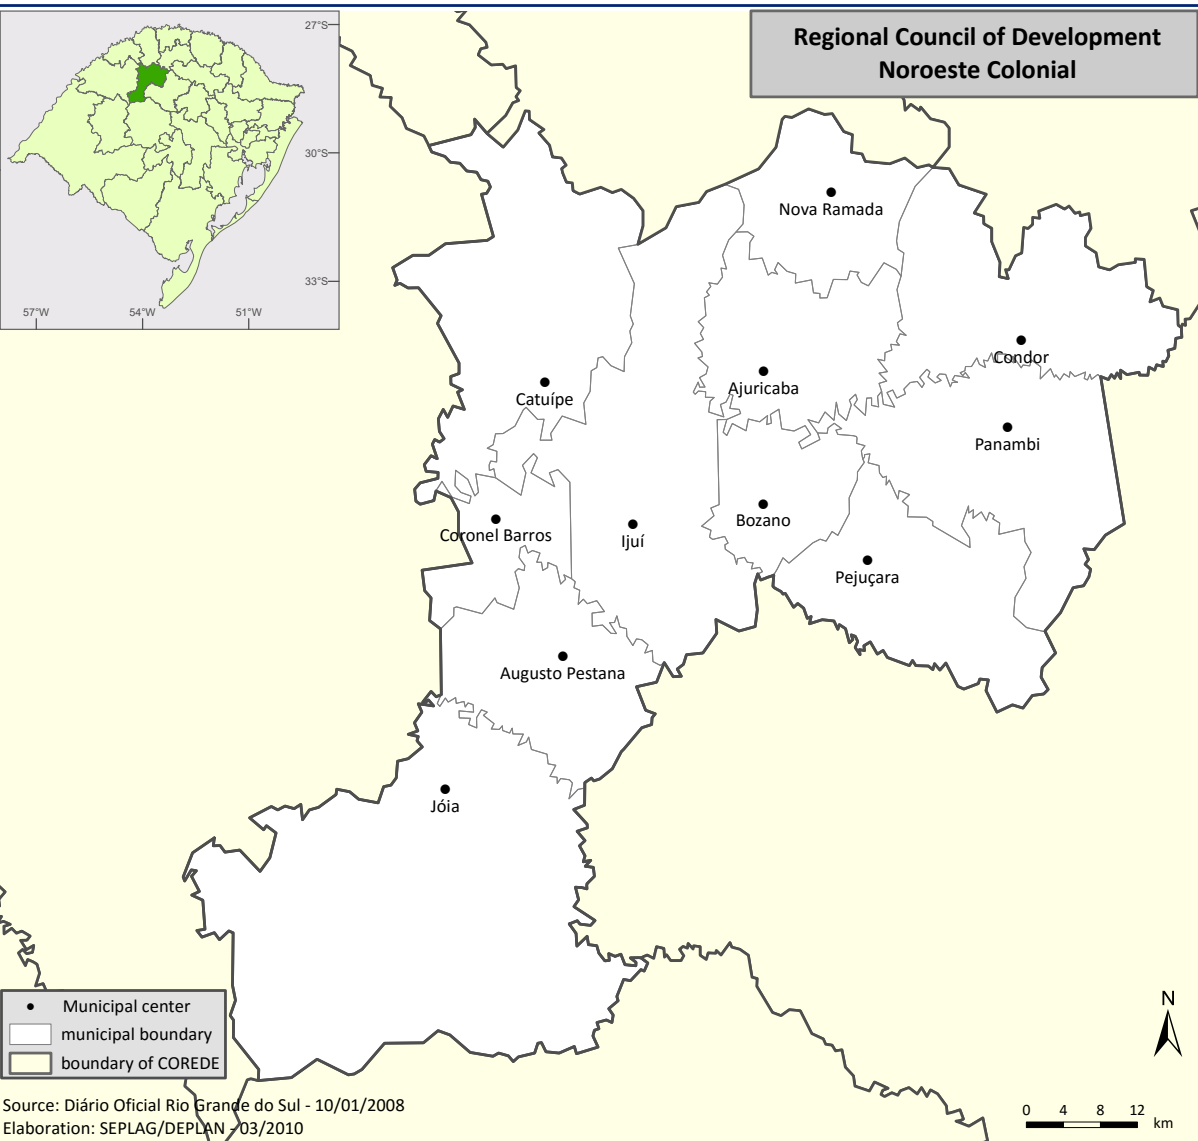 Regional Council of Development
Noroeste Colonial
27°S
30°S
33°S
57°W
54°W
51°W
Nova Ramada
Condor
Ajuricaba
Catuípe
Panambi
Bozano
Coronel Barros
Ijuí
Pejuçara
Augusto Pestana
Jóia
Municipal center
municipal boundary
boundary of COREDE
N
Source: Diário Oficial Rio Grande do Sul - 10/01/2008
Elaboration: SEPLAG/DEPLAN - 03/2010
0 4 8 12
km